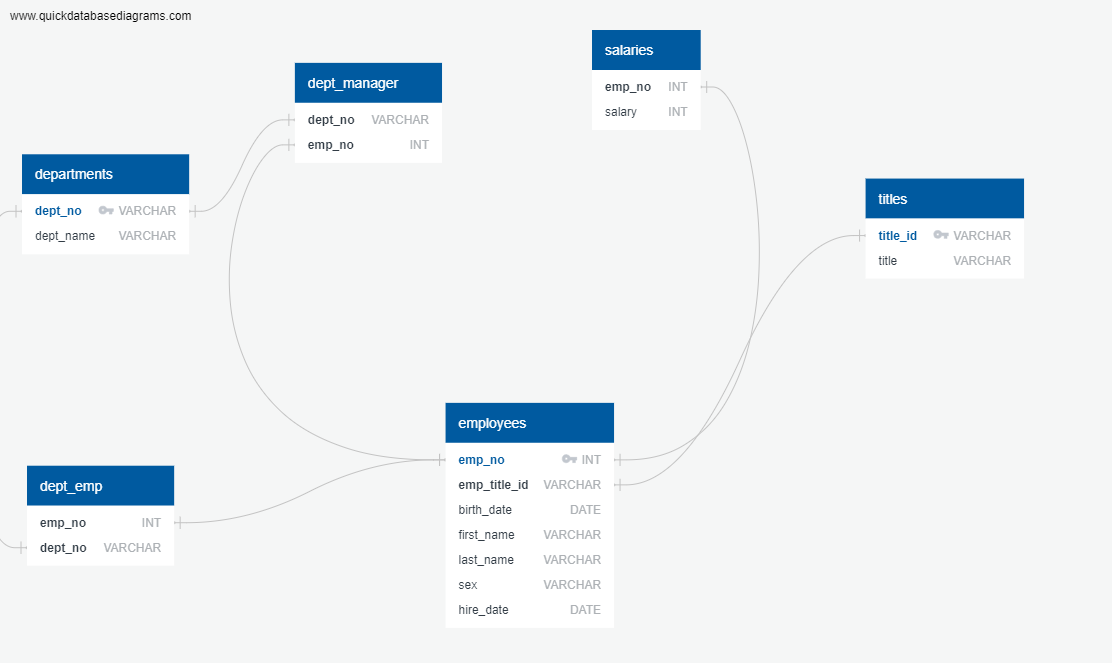 www.quickdatabasediagrams.com
salaries
emp_no INT
salary INT
dept_manager
dept_no VARCHAR
emp_no INT
departments
dept_no VARCHAR
dept_name VARCHAR
titles
title_id VARCHAR
title VARCHAR
employees
emp_no INT
emp_title_id VARCHAR
birth_date DATE
first_name VARCHAR
last_name VARCHAR
sex VARCHAR
hire_date DATE
dept_emp
emp_no INT
dept_no VARCHAR